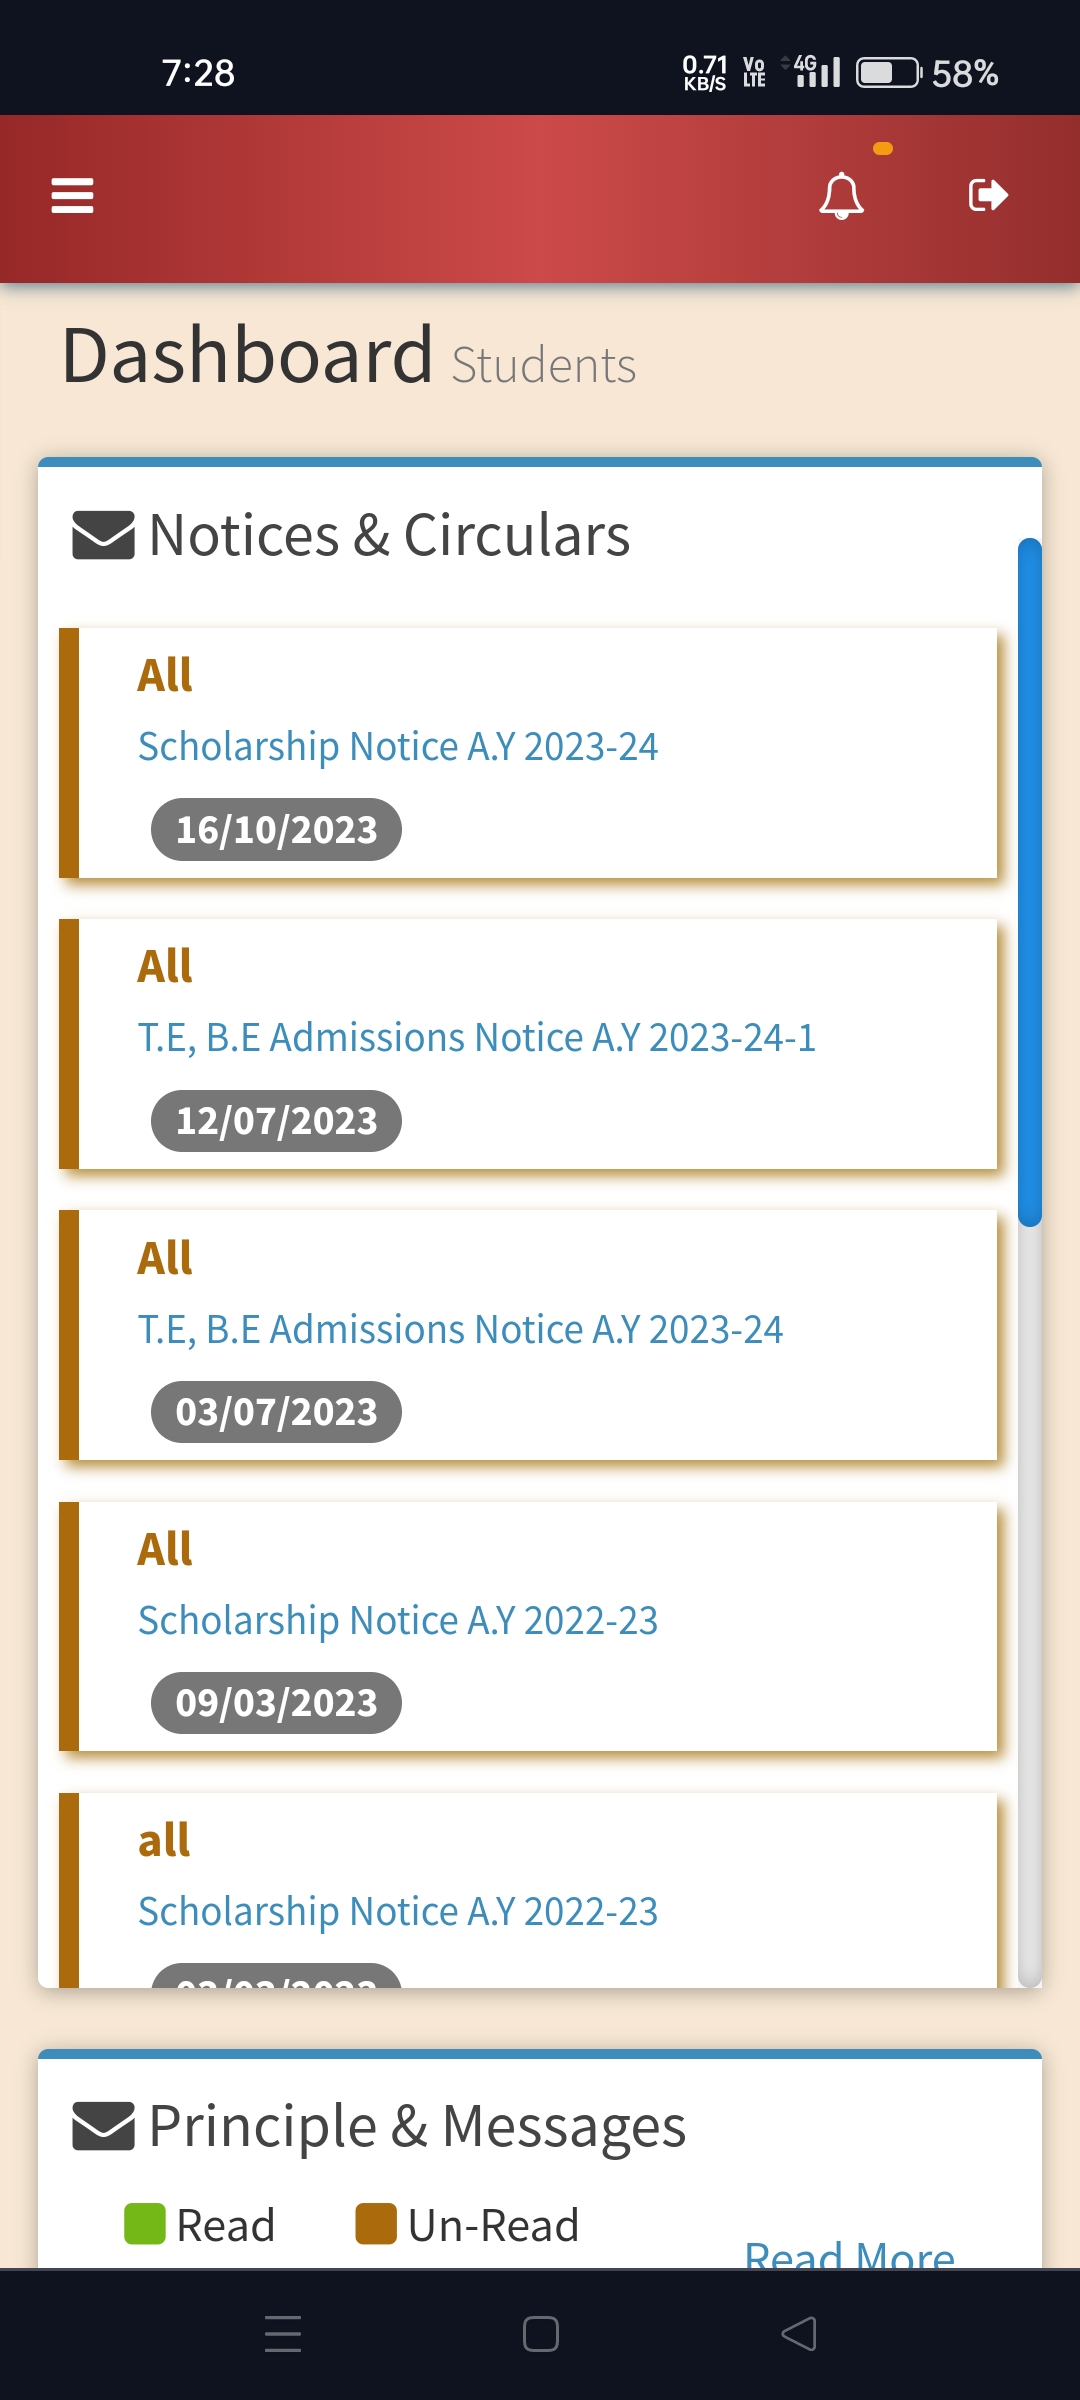 7:28
0.71 KB/S Vo LTE 4G 58%
Dashboard Students
Notices & Circulars
All
Scholarship Notice A.Y 2023-24
16/10/2023
All
T.E, B.E Admissions Notice A.Y 2023-24-1
12/07/2023
All
T.E, B.E Admissions Notice A.Y 2023-24
03/07/2023
All
Scholarship Notice A.Y 2022-23
09/03/2023
all
Scholarship Notice A.Y 2022-23
Principle & Messages
Read Un-Read
Read More